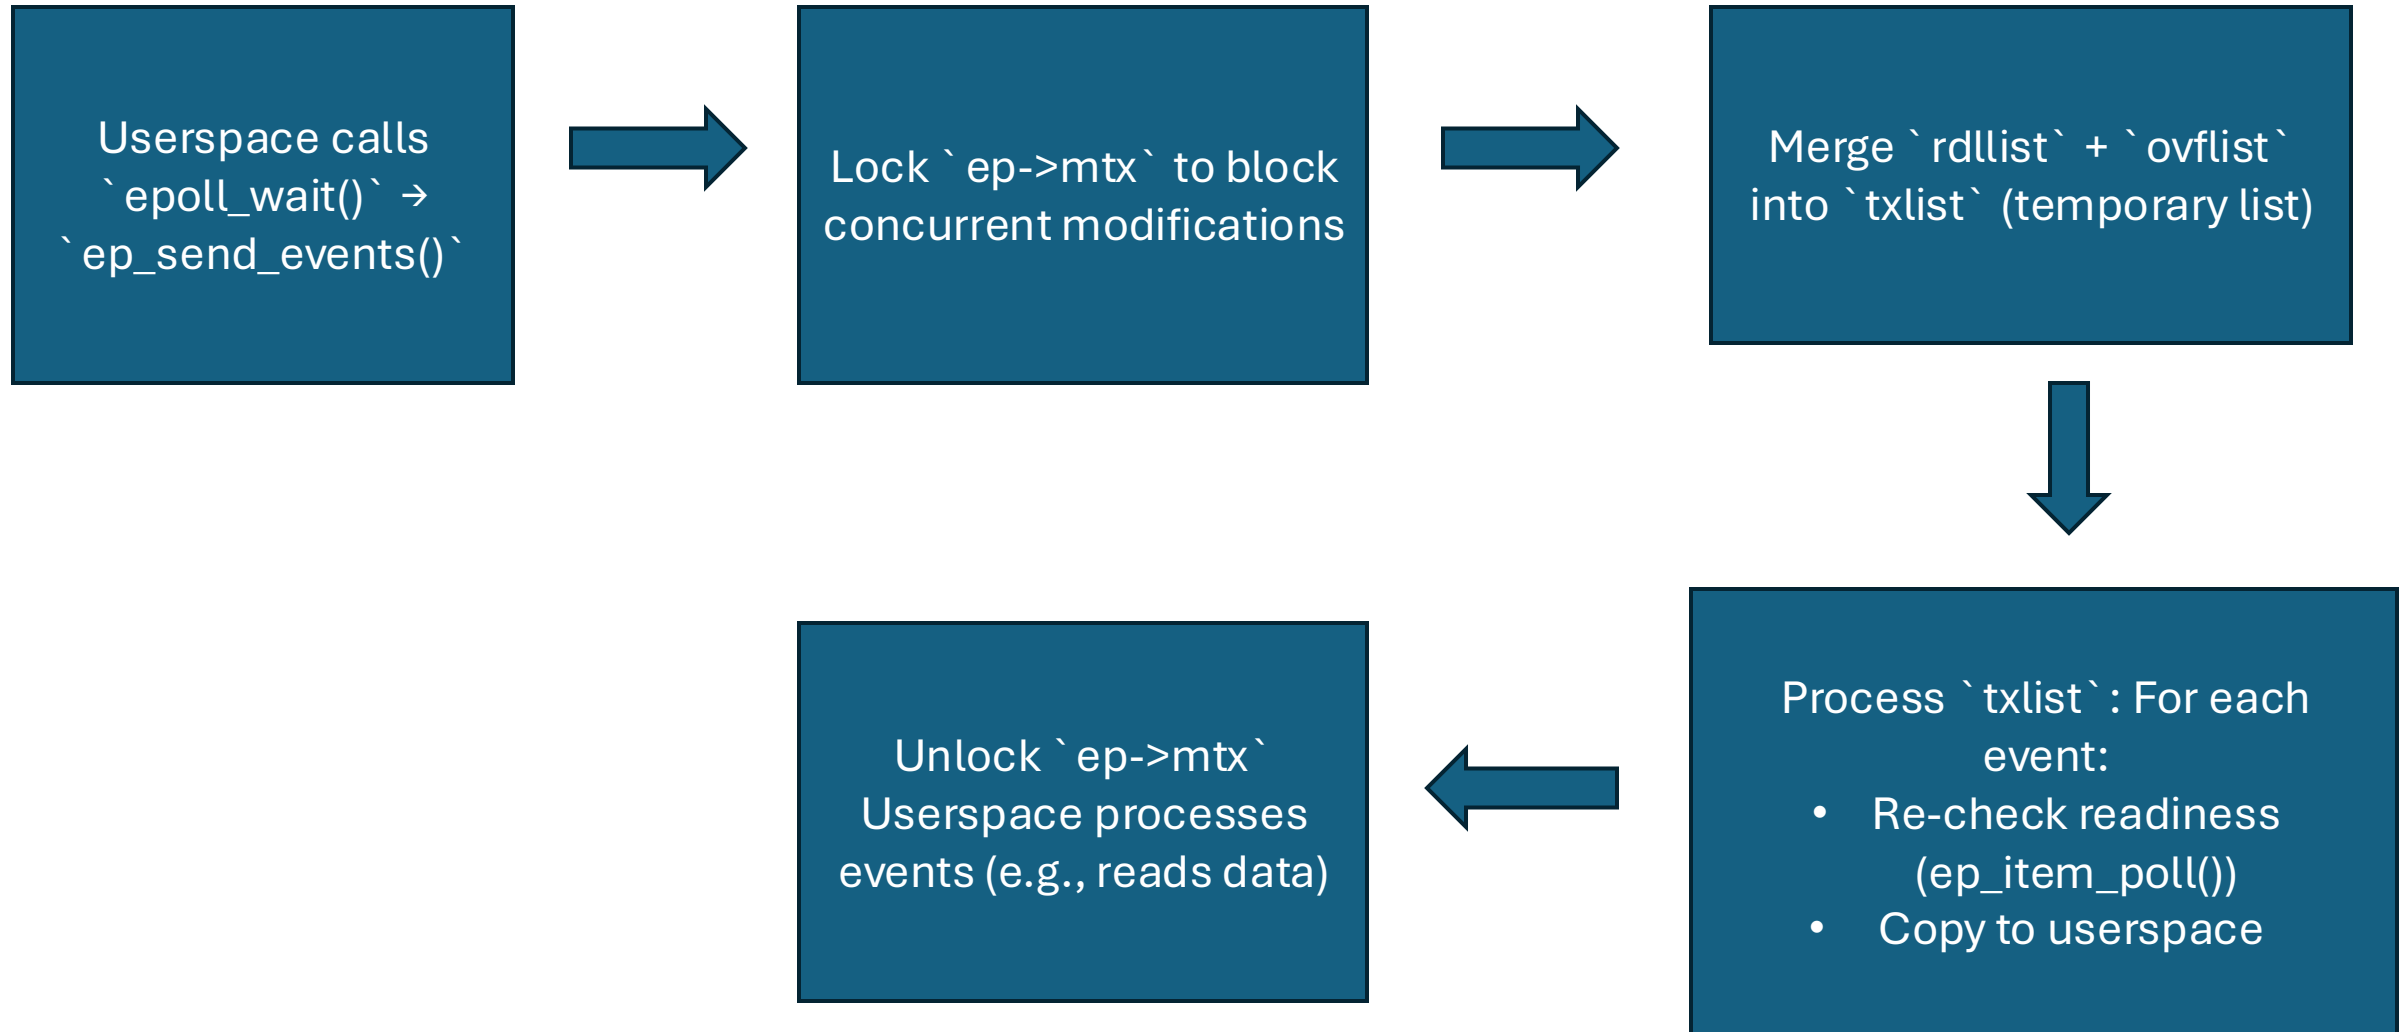 Userspace calls
`epoll_wait()` →
`ep_send_events()`
Lock `ep->mtx` to block
concurrent modifications
Merge `rdllist` + `ovflist`
into `txlist` (temporary list)
Process `txlist`: For each
event:
• Re-check readiness
(ep_item_poll())
• Copy to userspace
Unlock `ep->mtx`
Userspace processes
events (e.g., reads data)